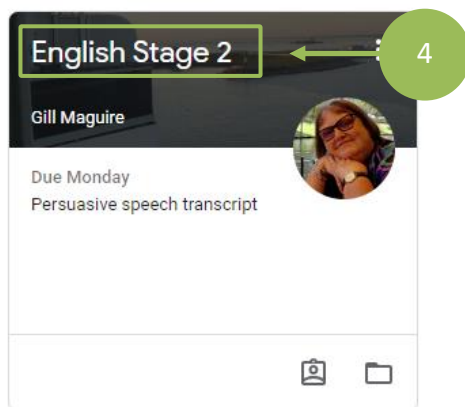 English Stage 2
4
Gill Maguire
Due Monday
Persuasive speech transcript